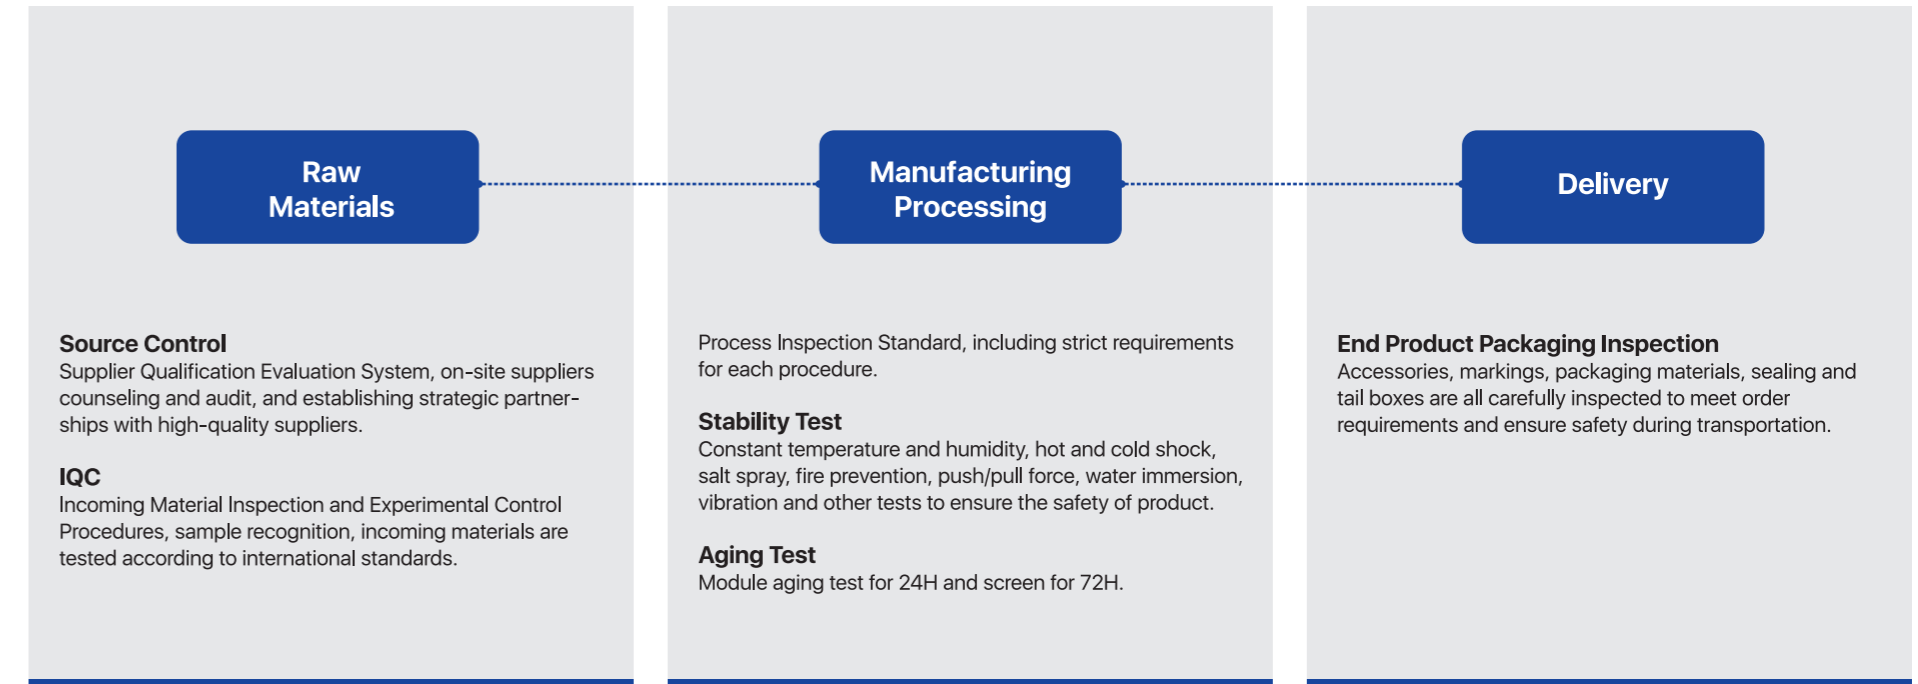 Raw
Materials
Source Control
Supplier Qualification Evaluation System, on-site suppliers
counseling and audit, and establishing strategic partner-
ships with high-quality suppliers.
IQC
Incoming Material Inspection and Experimental Control
Procedures, sample recognition, incoming materials are
tested according to international standards.
Manufacturing
Processing
Process Inspection Standard, including strict requirements
for each procedure.
Stability Test
Constant temperature and humidity, hot and cold shock,
salt spray, fire prevention, push/pull force, water immersion,
vibration and other tests to ensure the safety of product.
Aging Test
Module aging test for 24H and screen for 72H.
Delivery
End Product Packaging Inspection
Accessories, markings, packaging materials, sealing and
tail boxes are all carefully inspected to meet order
requirements and ensure safety during transportation.